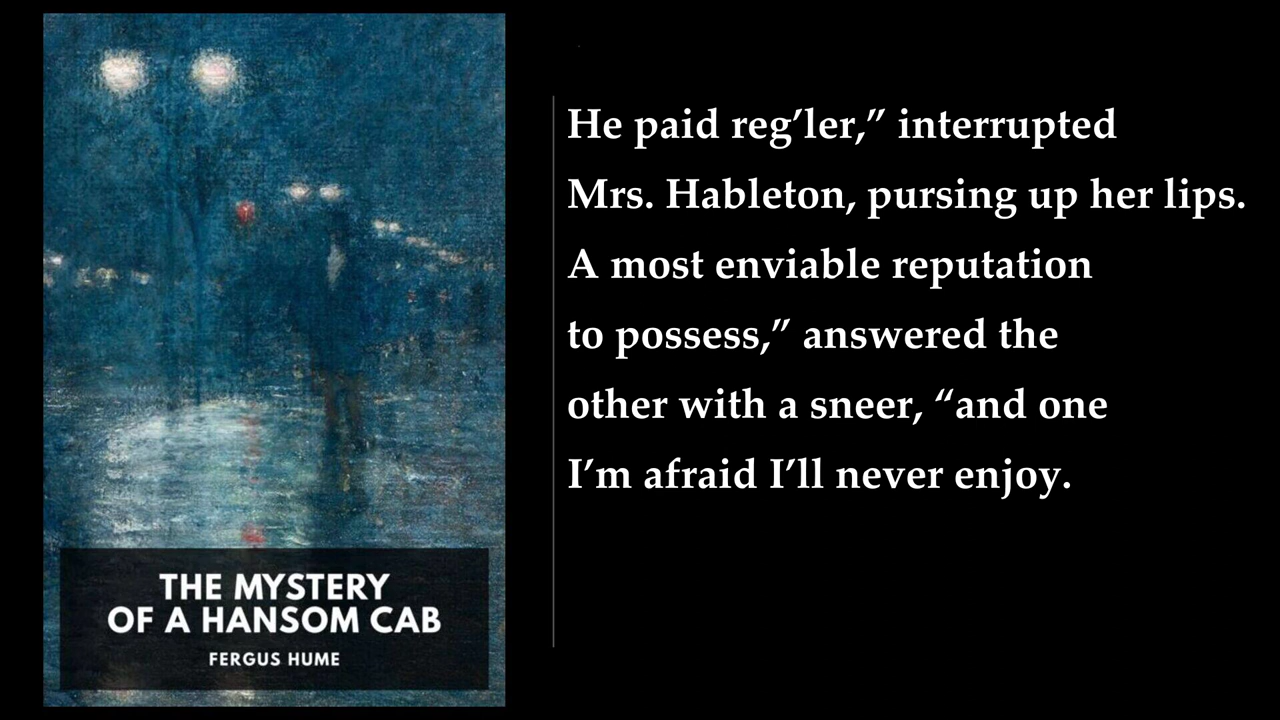 He paid reg’ler,” interrupted
Mrs. Hableton, pursing up her lips.
A most enviable reputation
to possess,” answered the
other with a sneer, “and one
I’m afraid I’ll never enjoy.
THE MYSTERY
OF A HANSOM CAB
FERGUS HUME